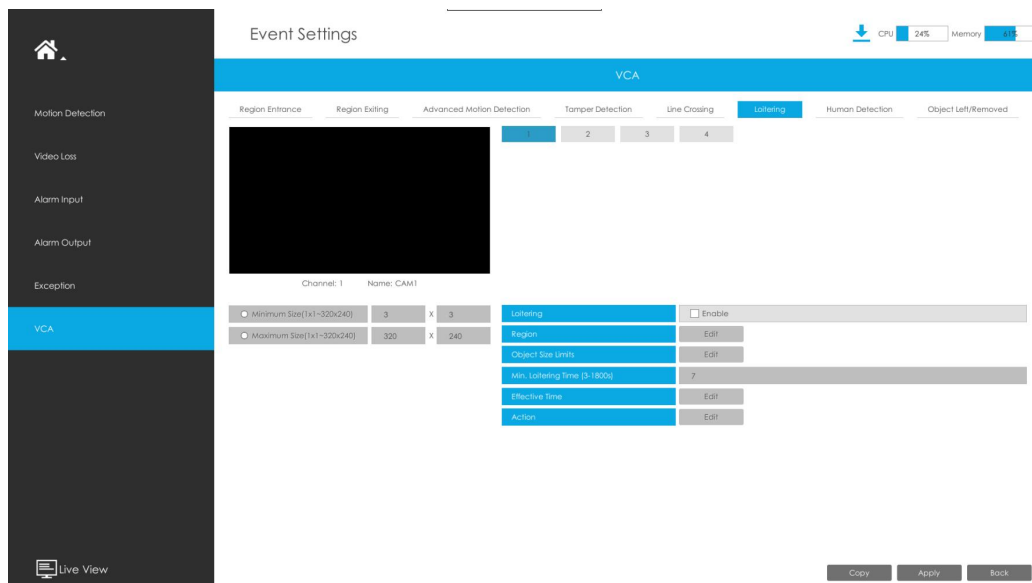 Event Settings
CPU 24% Memory 61%
VCA
Motion Detection
Video Loss
Alarm Input
Alarm Output
Exception
VCA
Live View
Region Entrance Region Exiting Advanced Motion Detection Tamper Detection Line Crossing Loitering Human Detection Object Left/Removed
1 2 3 4
Channel: 1 Name: CAM1
Minimum Size(1x1~320x240) 3 X 3
Maximum Size(1x1~320x240) 320 X 240
Loitering Enable
Region Edit
Object Size Limits Edit
Min. Loitering Time (3-1800s) 7
Effective Time Edit
Action Edit
Copy Apply Back